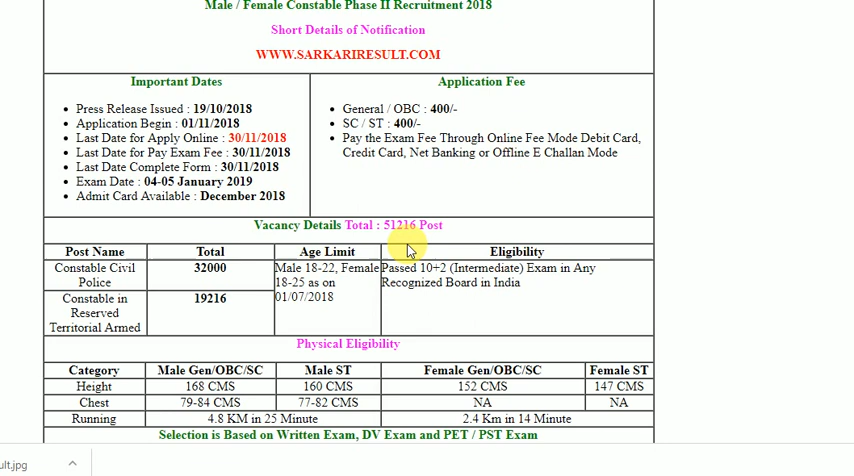 Male / Female Constable Phase II Recruitment 2018
Short Details of Notification
WWW.SARKARIRESULT.COM
Important Dates
Application Fee
Press Release Issued : 19/10/2018
Application Begin : 01/11/2018
Last Date for Apply Online : 30/11/2018
Last Date for Pay Exam Fee : 30/11/2018
Last Date Complete Form : 30/11/2018
Exam Date : 04-05 January 2019
Admit Card Available : December 2018
General / OBC : 400/-
SC / ST : 400/-
Pay the Exam Fee Through Online Fee Mode Debit Card,
Credit Card, Net Banking or Offline E Challan Mode
Vacancy Details Total : 51216 Post
Post Name Total Age Limit Eligibility
Constable Civil
Police
32000
Constable in
Reserved
Territorial Armed
19216
Male 18-22, Female
18-25 as on
01/07/2018
Passed 10+2 (Intermediate) Exam in Any
Recognized Board in India
Physical Eligibility
Category Male Gen/OBC/SC Male ST Female Gen/OBC/SC Female ST
Height 168 CMS 160 CMS 152 CMS 147 CMS
Chest 79-84 CMS 77-82 CMS NA NA
Running 4.8 KM in 25 Minute 2.4 Km in 14 Minute
Selection is Based on Written Exam, DV Exam and PET / PST Exam
ult.jpg